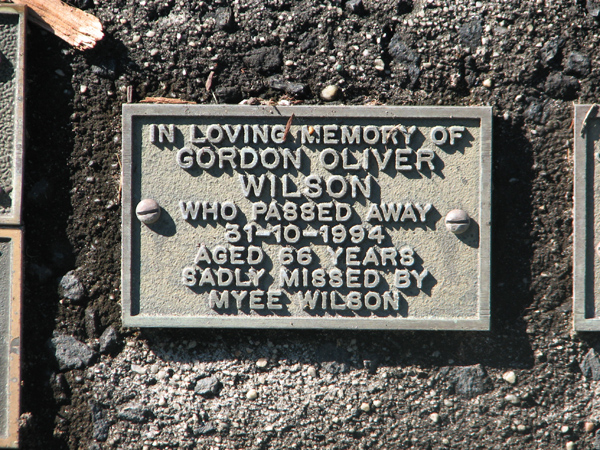 IN LOVING MEMORY OF
GORDON OLIVER
WILSON
WHO PASSED AWAY
31-10-1994
AGED 66 YEARS
SADLY MISSED BY
MYEE WILSON